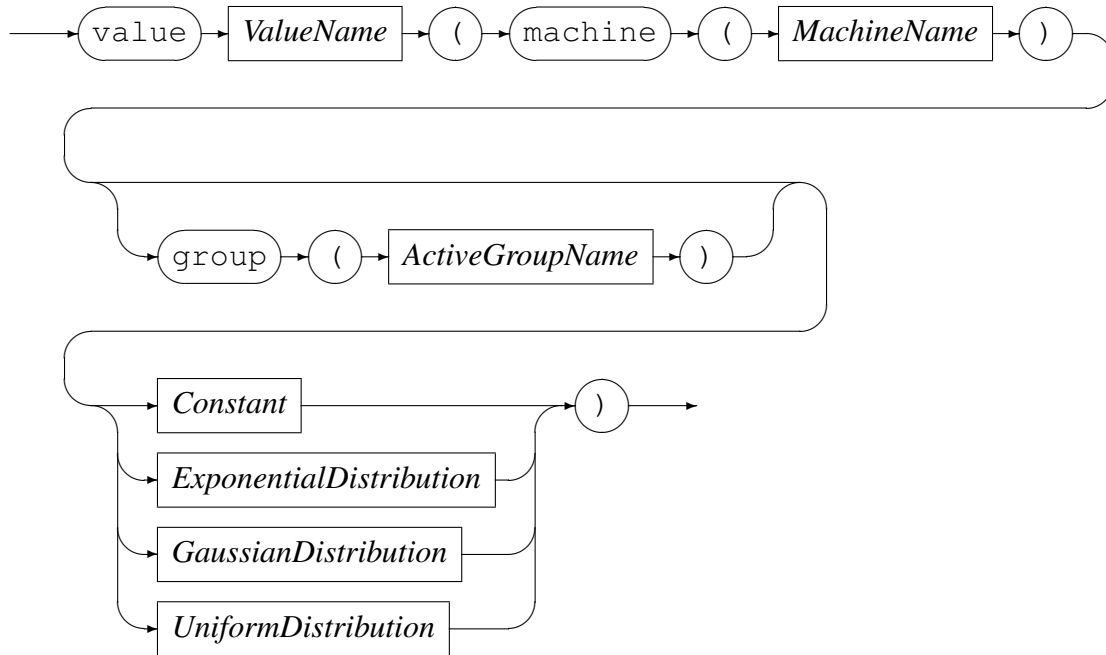 value ValueName ( machine ( MachineName )
group ( ActiveGroupName )
Constant )
ExponentialDistribution
GaussianDistribution
UniformDistribution